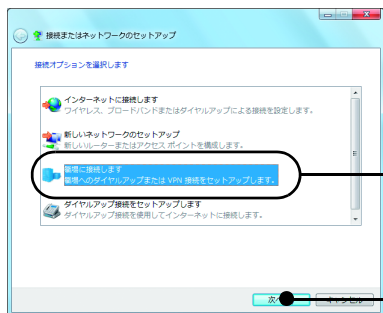 接続またはネットワークのセットアップ
接続オプションを選択します
インターネットに接続します
ワイヤレス、ブロードバンドまたはダイヤルアップによる接続を設定します。
新しいネットワークのセットアップ
新しいルーターまたはアクセス ポイントを構成します。
職場に接続します
職場へのダイヤルアップまたは VPN 接続をセットアップします。
ダイヤルアップ接続をセットアップします
ダイヤルアップ接続を使用してインターネットに接続します。
次へ
キャンセル